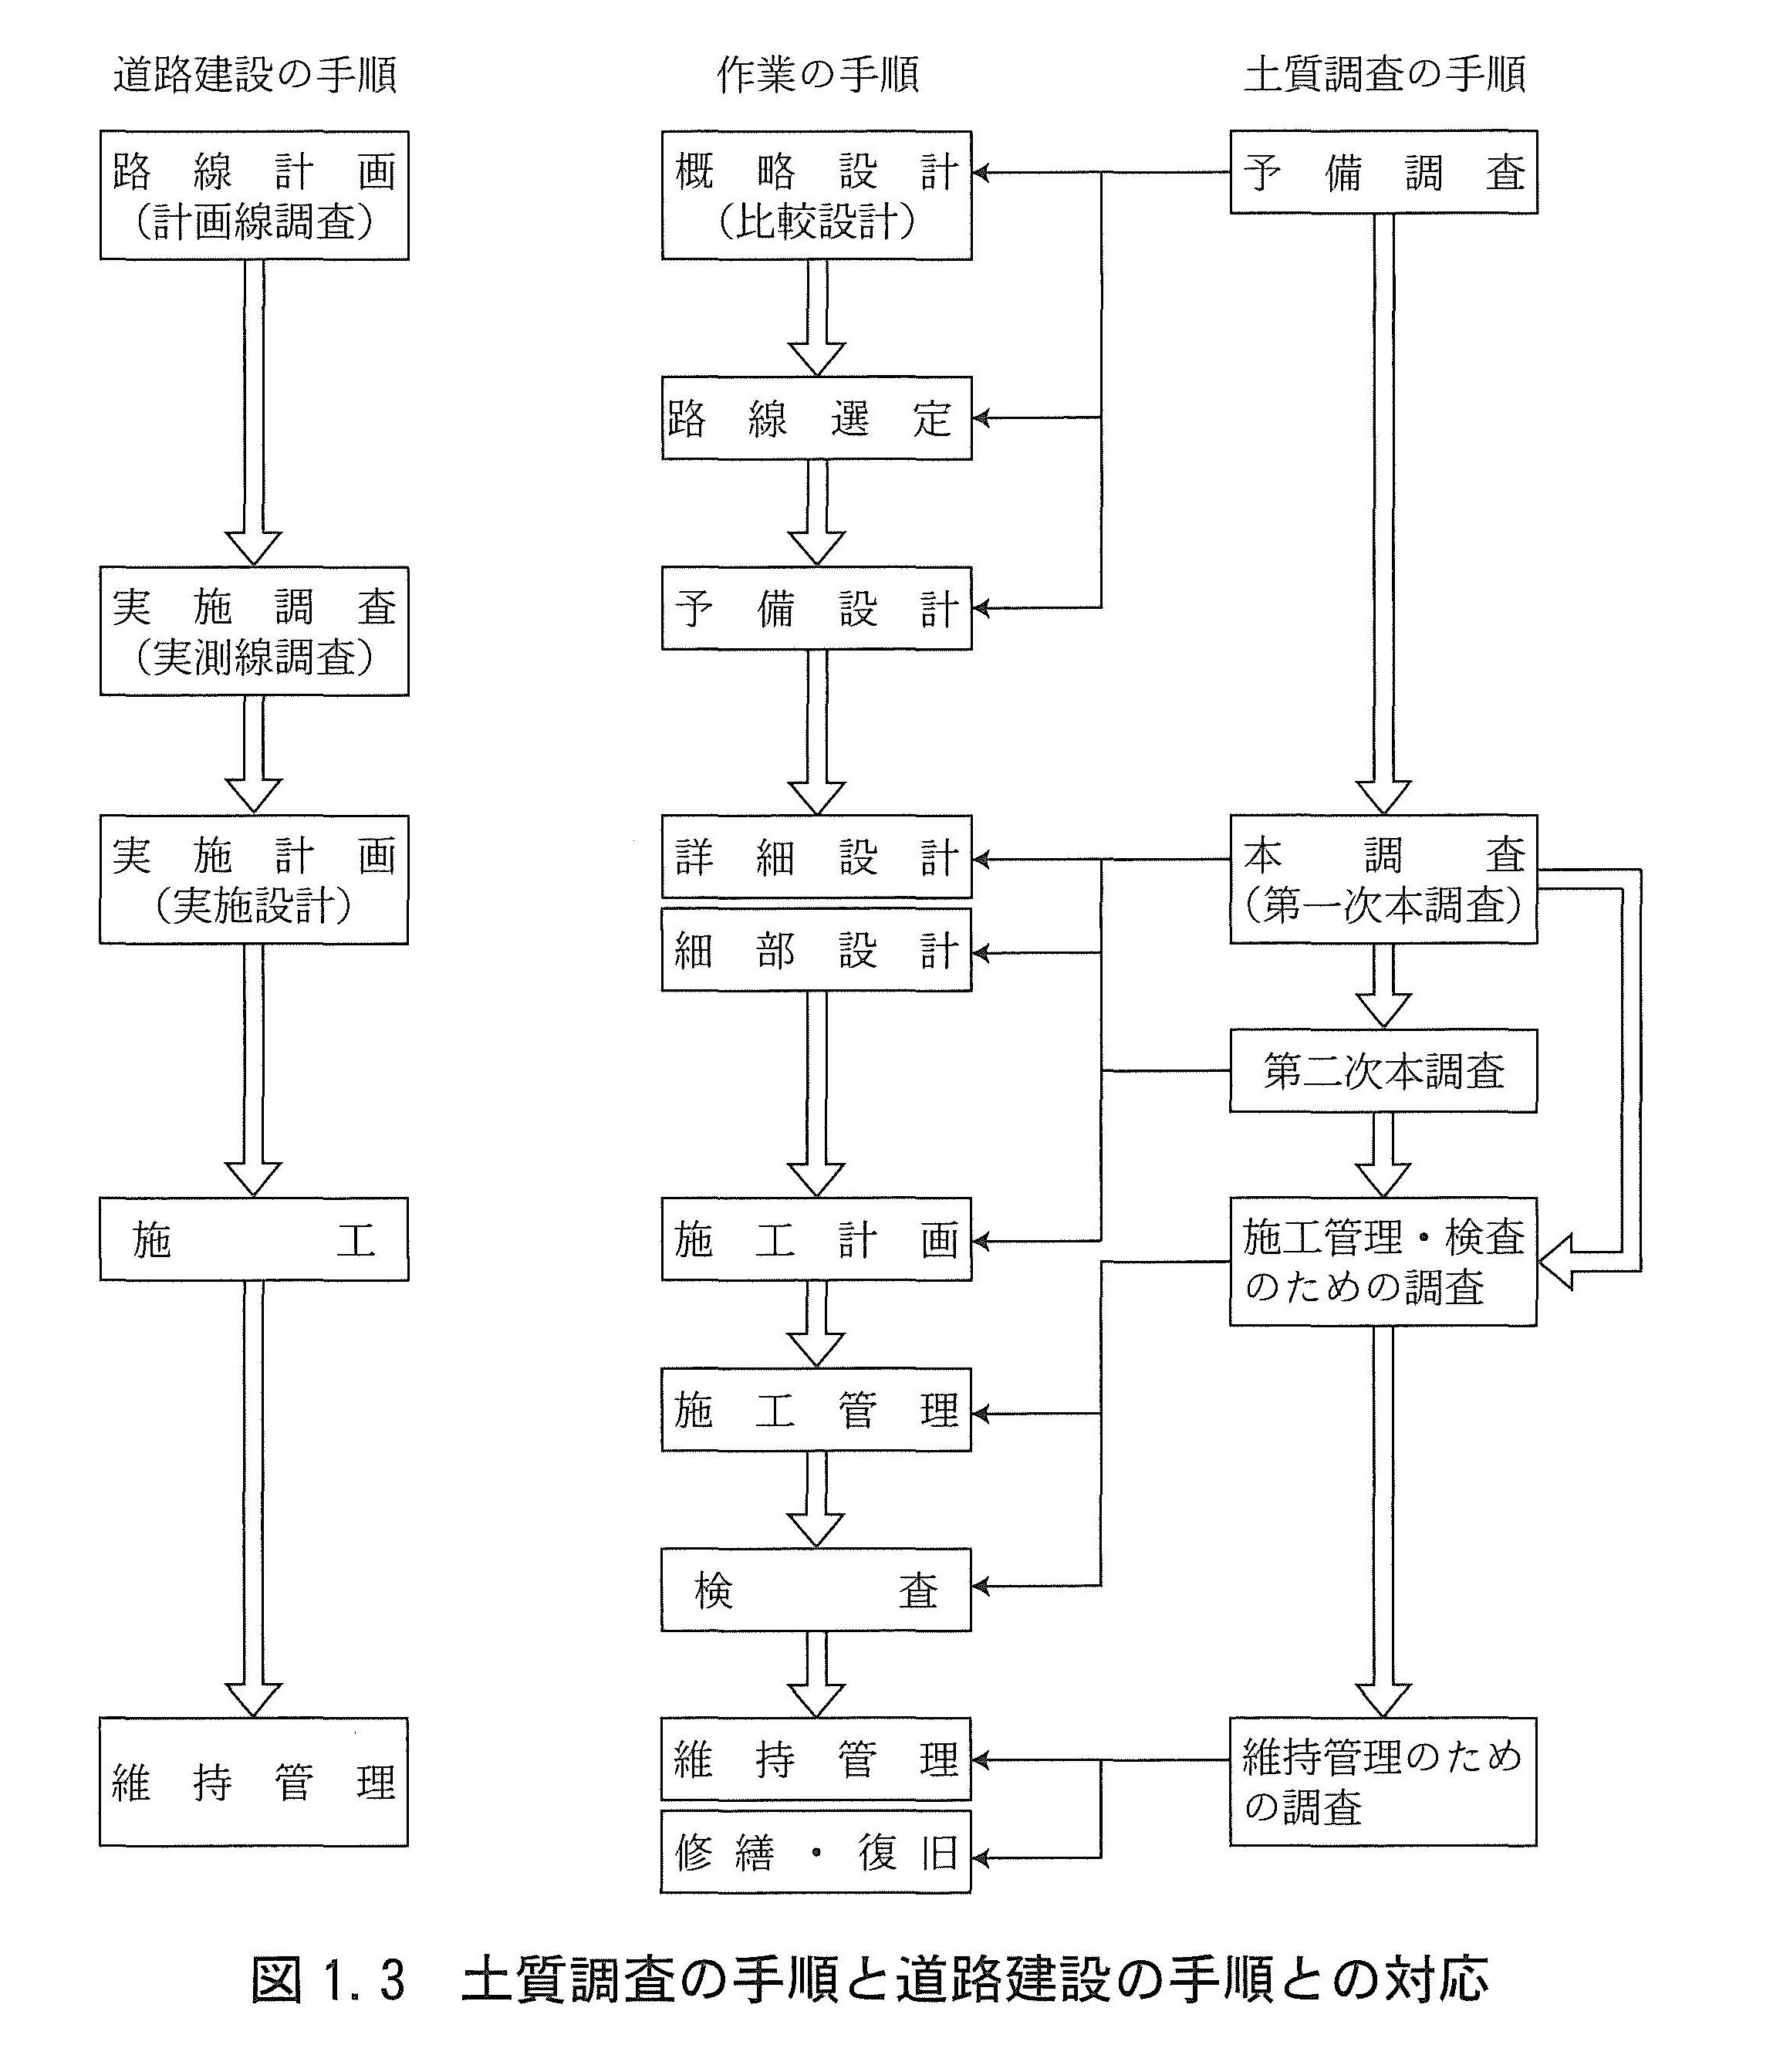 道路建設の手順
路線計画
(計画線調査)
実施調査
(実測線調査)
実施計画
(実施設計)
施工
維持管理
作業の手順
概略設計
(比較設計)
路線選定
予備設計
詳細設計
細部設計
施工計画
施工管理
検査
維持管理
修繕・復旧
土質調査の手順
予備調査
本調査
(第一次本調査)
第二次本調査
施工管理・検査
のための調査
維持管理のため
の調査
図1.3 土質調査の手順と道路建設の手順との対応